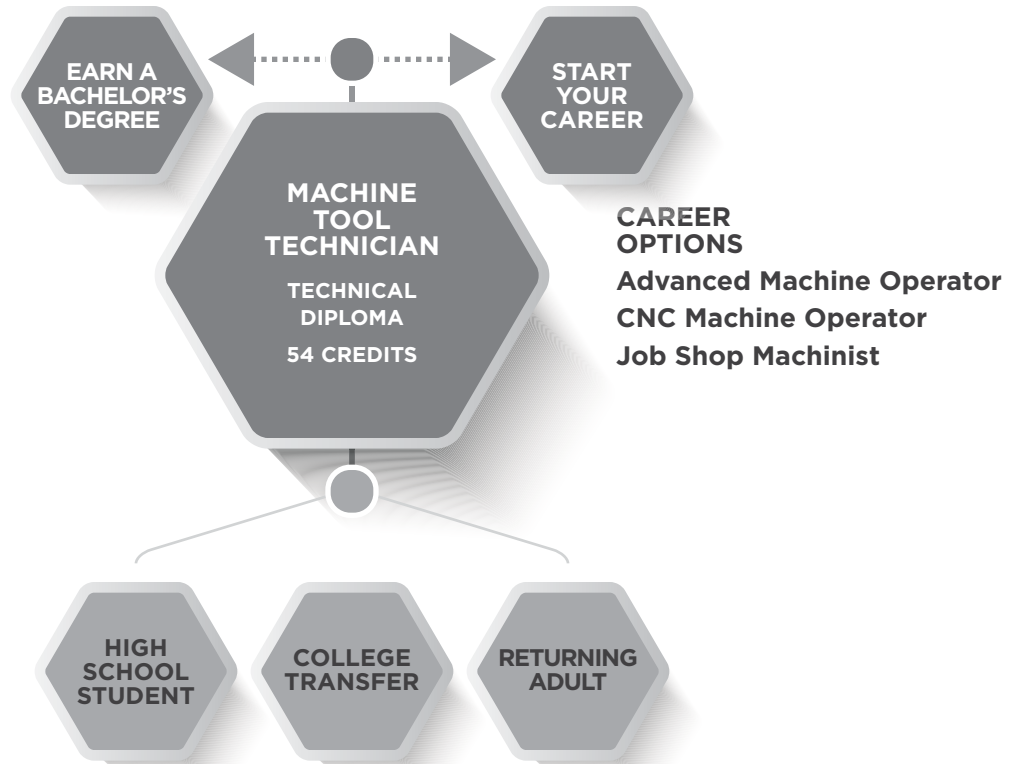 EARN A
BACHELOR'S
DEGREE
START
YOUR
CAREER
MACHINE
TOOL
TECHNICIAN
TECHNICAL
DIPLOMA
54 CREDITS
CAREER
OPTIONS
Advanced Machine Operator
CNC Machine Operator
Job Shop Machinist
HIGH
SCHOOL
STUDENT
COLLEGE
TRANSFER
RETURNING
ADULT